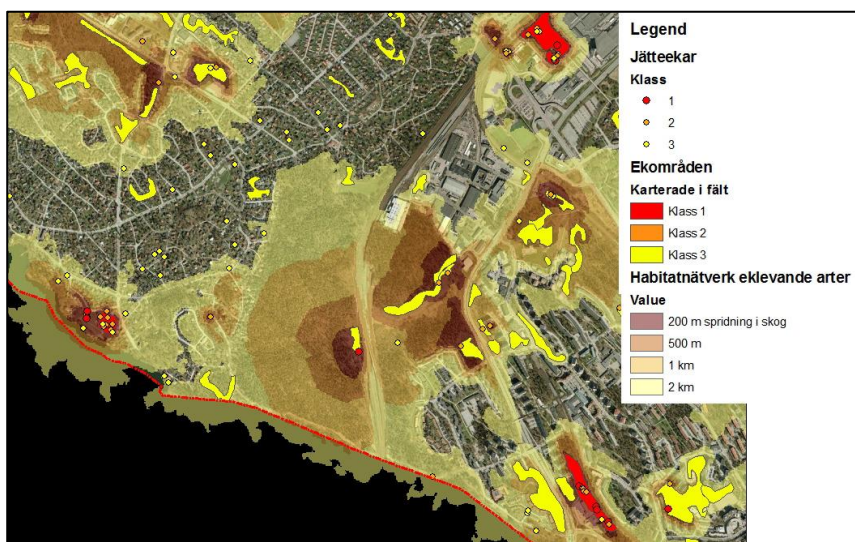 Legend
Jätteekar
Klass
1
2
3
Ekområden
Karterade i fält
Klass 1
Klass 2
Klass 3
Habitatnätverk eklevande arter
Value
200 m spridning i skog
500 m
1 km
2 km